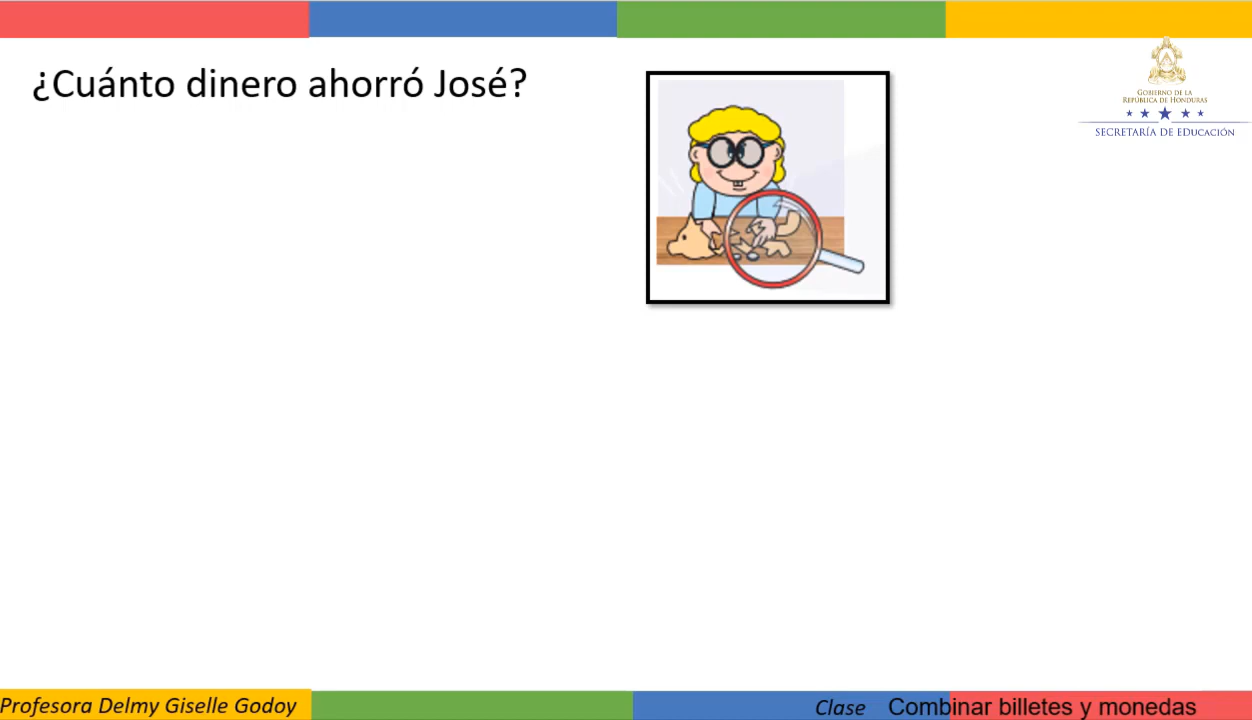 ¿Cuánto dinero ahorró José?
GOBIERNO DE LA
REPÚBLICA DE HONDURAS
SECRETARÍA DE EDUCACIÓN
Profesora Delmy Giselle Godoy
Clase Combinar billetes y monedas